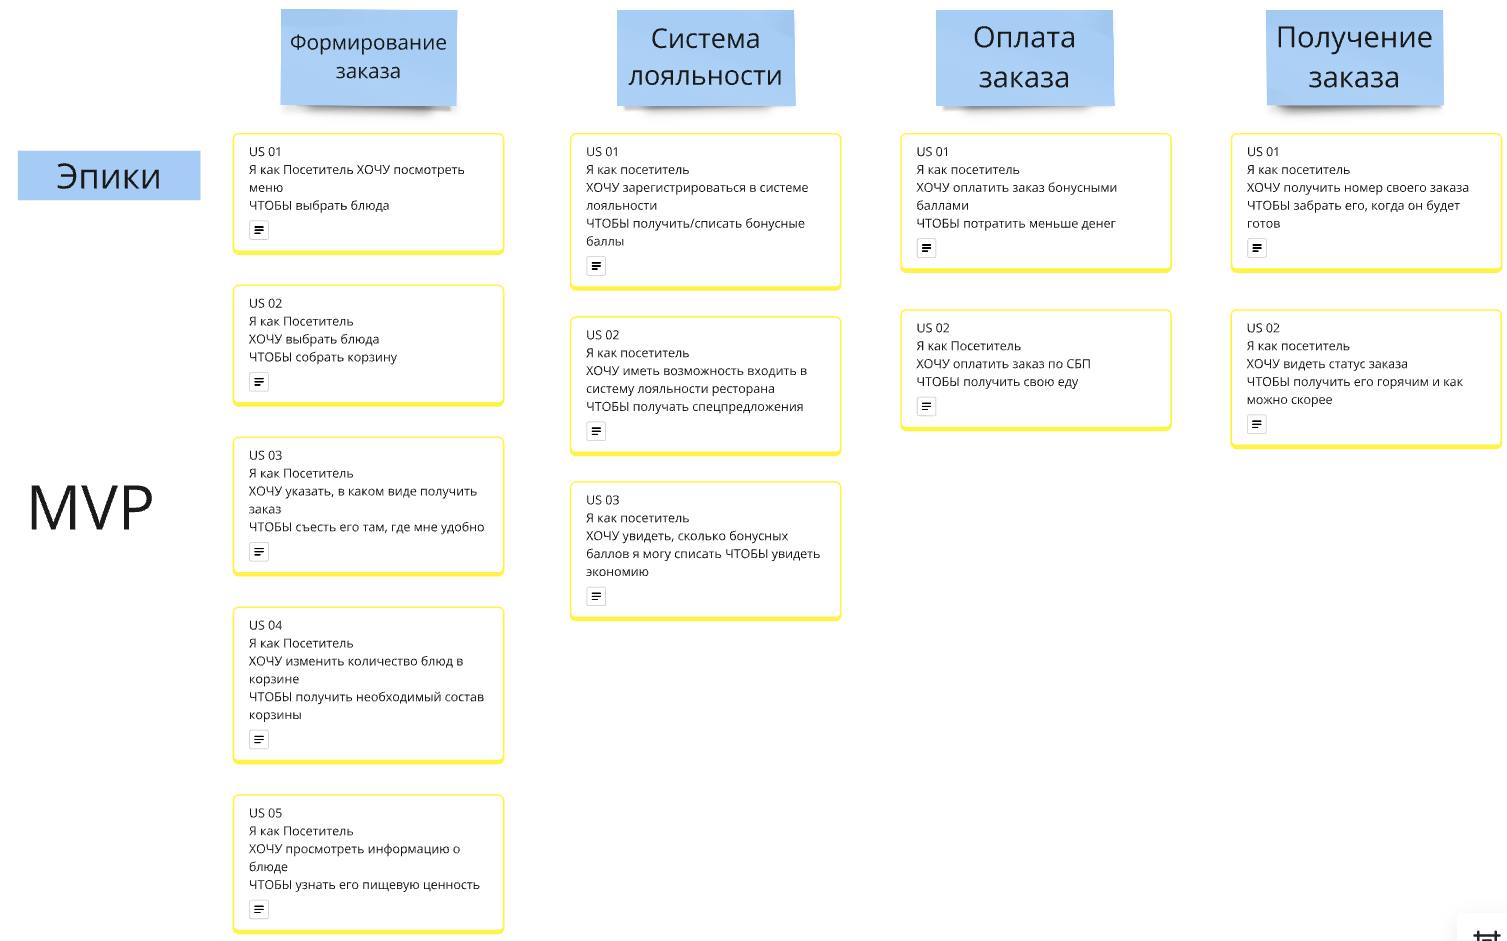 Формирование
заказа
Система
лояльности
Оплата
заказа
Получение
заказа
Эпики
MVP
US 01
Я как Посетитель ХОЧУ посмотреть
меню
ЧТОБЫ выбрать блюда
US 02
Я как Посетитель
ХОЧУ выбрать блюда
ЧТОБЫ собрать корзину
US 03
Я как Посетитель
ХОЧУ указать, в каком виде получить
заказ
ЧТОБЫ съесть его там, где мне удобно
US 04
Я как Посетитель
ХОЧУ изменить количество блюд в
корзине
ЧТОБЫ получить необходимый состав
корзины
US 05
Я как Посетитель
ХОЧУ просмотреть информацию о
блюде
ЧТОБЫ узнать его пищевую ценность
US 01
Я как посетитель
ХОЧУ зарегистрироваться в системе
лояльности
ЧТОБЫ получить/списать бонусные
баллы
US 02
Я как посетитель
ХОЧУ иметь возможность входить в
систему лояльности ресторана
ЧТОБЫ получать спецпредложения
US 03
Я как посетитель
ХОЧУ увидеть, сколько бонусных
баллов я могу списать ЧТОБЫ увидеть
экономию
US 01
Я как посетитель
ХОЧУ оплатить заказ бонусными
баллами
ЧТОБЫ потратить меньше денег
US 02
Я как Посетитель
ХОЧУ оплатить заказ по СБП
ЧТОБЫ получить свою еду
US 01
Я как посетитель
ХОЧУ получить номер своего заказа
ЧТОБЫ забрать его, когда он будет
готов
US 02
Я как посетитель
ХОЧУ видеть статус заказа
ЧТОБЫ получить его горячим и как
можно скорее